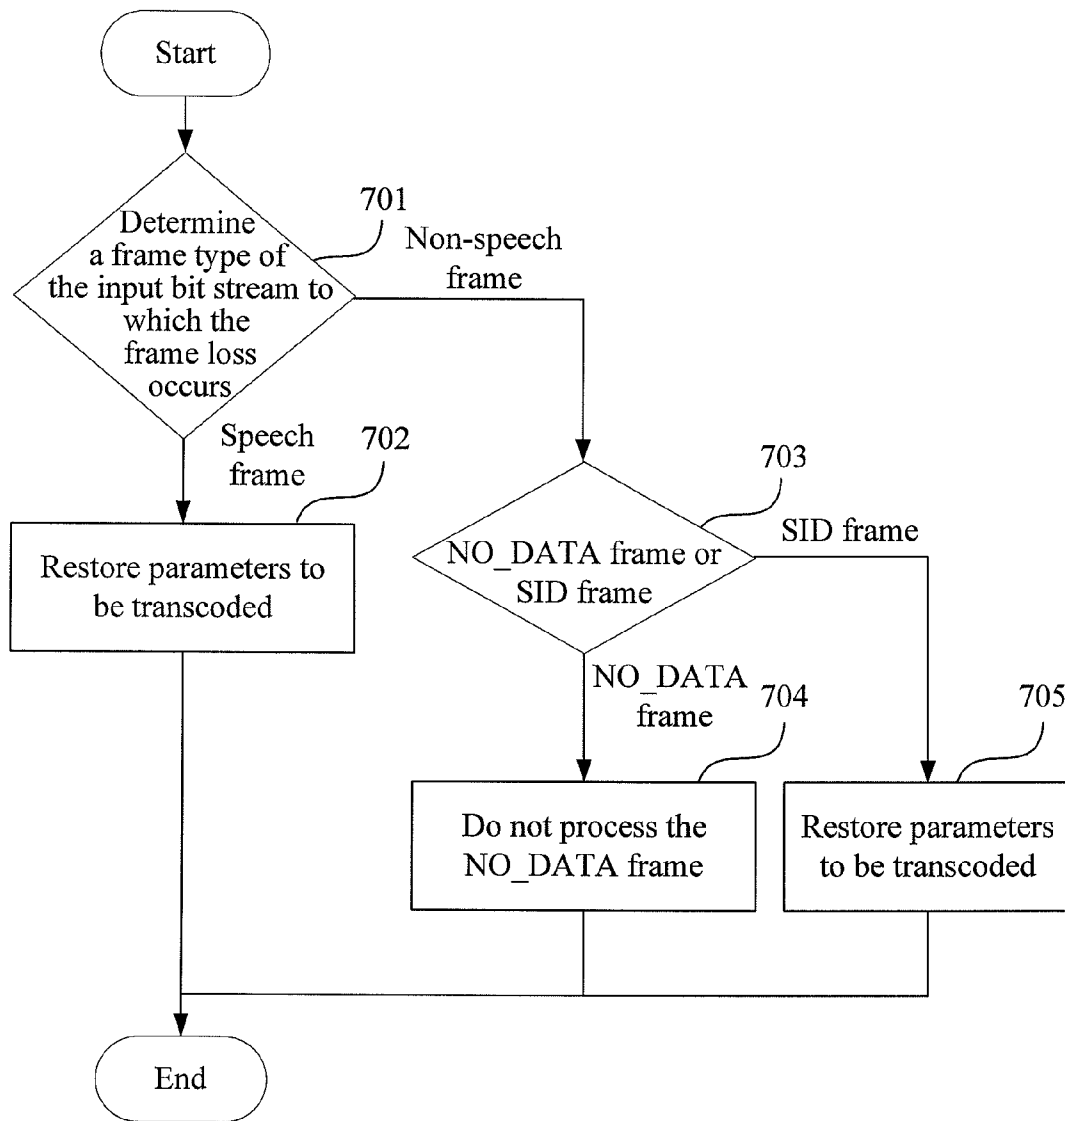 Start
701
Determine
a frame type of
the input bit stream to
which the
frame loss
occurs
Non-speech
frame
Speech
frame
702
703
Restore parameters to
be transcoded
NO_DATA frame or
SID frame
SID frame
NO_DATA
frame
704
705
Do not process the
NO_DATA frame
Restore parameters
to be transcoded
End